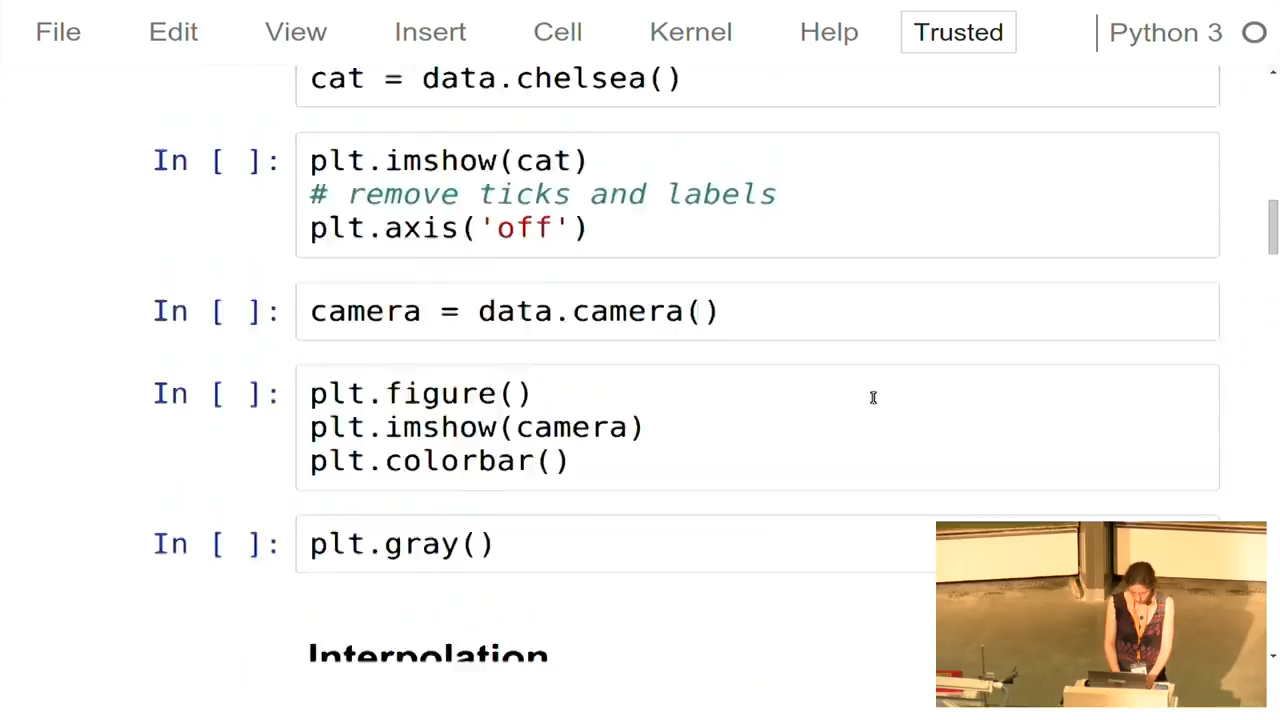 File Edit View Insert Cell Kernel Help Trusted Python 3
cat = data.chelsea()
In [ ]: plt.imshow(cat)
# remove ticks and labels
plt.axis('off')
In [ ]: camera = data.camera()
In [ ]: plt.figure()
plt.imshow(camera)
plt.colorbar()
In [ ]: plt.gray()
Interpolation